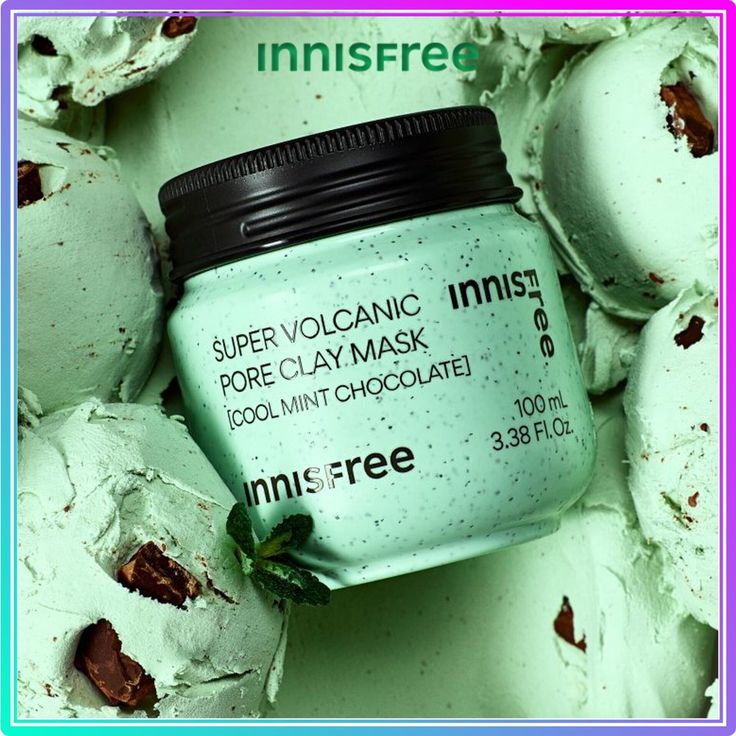 INNISFree
SUPER VOLCANIC
PORE CLAY MASK
[COOL MINT CHOCOLATE]
INNISFree
100 mL
3.38 Fl.Oz.
INNISFree